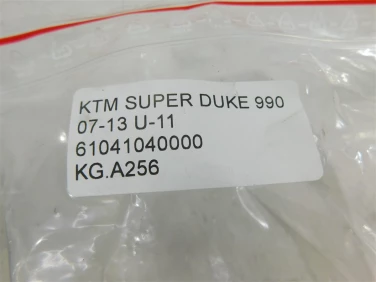 KTM SUPER DUKE 990
07-13 U-11
61041040000
KG.A256